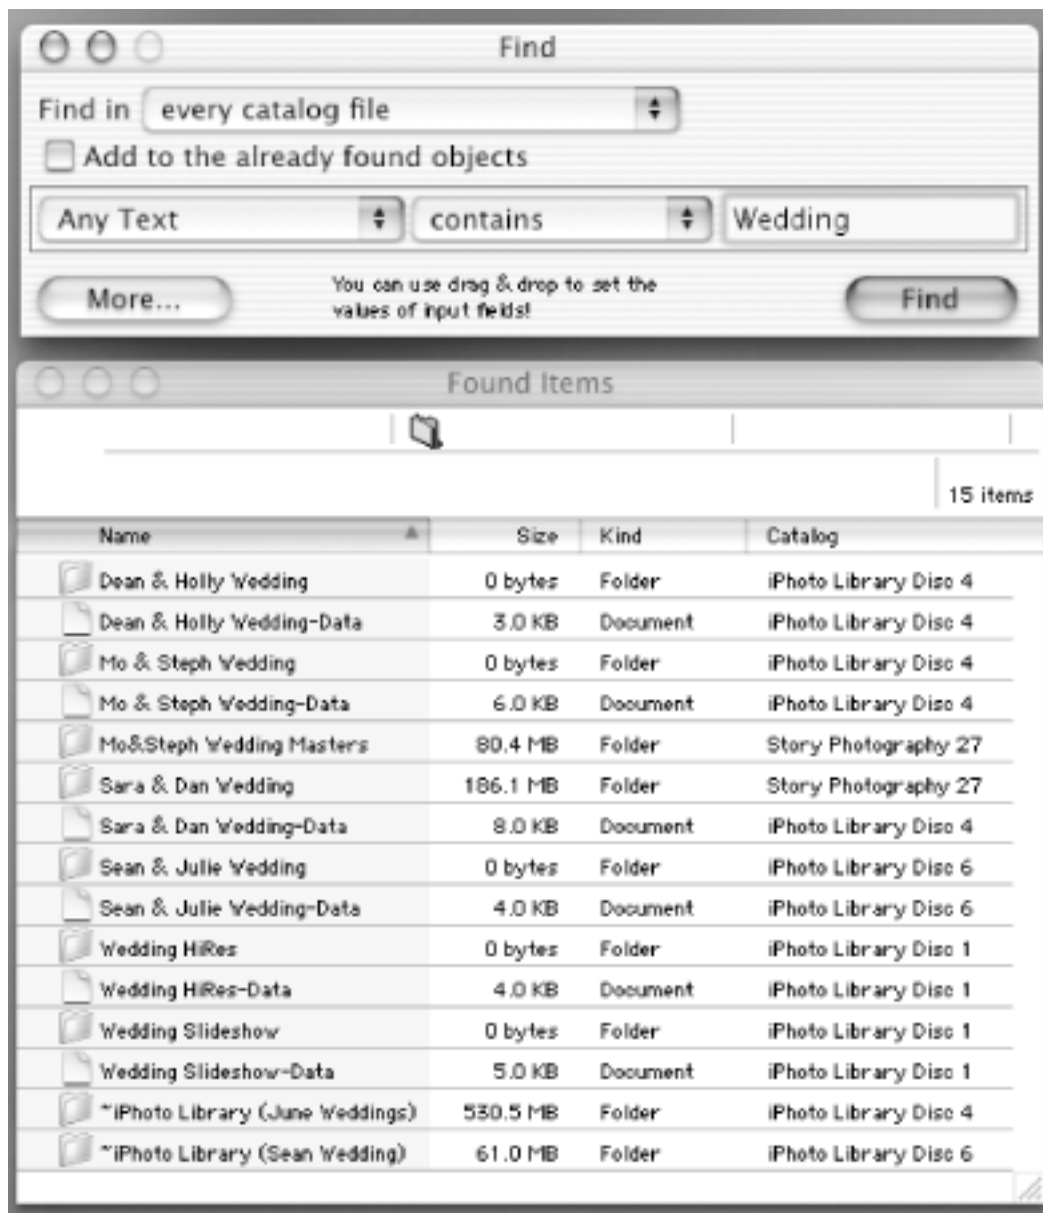 Find
Find in every catalog file
Add to the already found objects
Any Text contains Wedding
More... You can use drag & drop to set the values of input fields! Find
Found Items
15 items
Name Size Kind Catalog
Dean & Holly Wedding 0 bytes Folder iPhoto Library Disc 4
Dean & Holly Wedding-Data 3.0 KB Document iPhoto Library Disc 4
Mo & Steph Wedding 0 bytes Folder iPhoto Library Disc 4
Mo & Steph Wedding-Data 6.0 KB Document iPhoto Library Disc 4
Mo&Steph Wedding Masters 80.4 MB Folder Story Photography 27
Sara & Dan Wedding 186.1 MB Folder Story Photography 27
Sara & Dan Wedding-Data 8.0 KB Document iPhoto Library Disc 4
Sean & Julie Wedding 0 bytes Folder iPhoto Library Disc 6
Sean & Julie Wedding-Data 4.0 KB Document iPhoto Library Disc 6
Wedding HiRes 0 bytes Folder iPhoto Library Disc 1
Wedding HiRes-Data 4.0 KB Document iPhoto Library Disc 1
Wedding Slideshow 0 bytes Folder iPhoto Library Disc 1
Wedding Slideshow-Data 5.0 KB Document iPhoto Library Disc 1
~iPhoto Library (June Weddings) 530.5 MB Folder iPhoto Library Disc 4
~iPhoto Library (Sean Wedding) 61.0 MB Folder iPhoto Library Disc 6